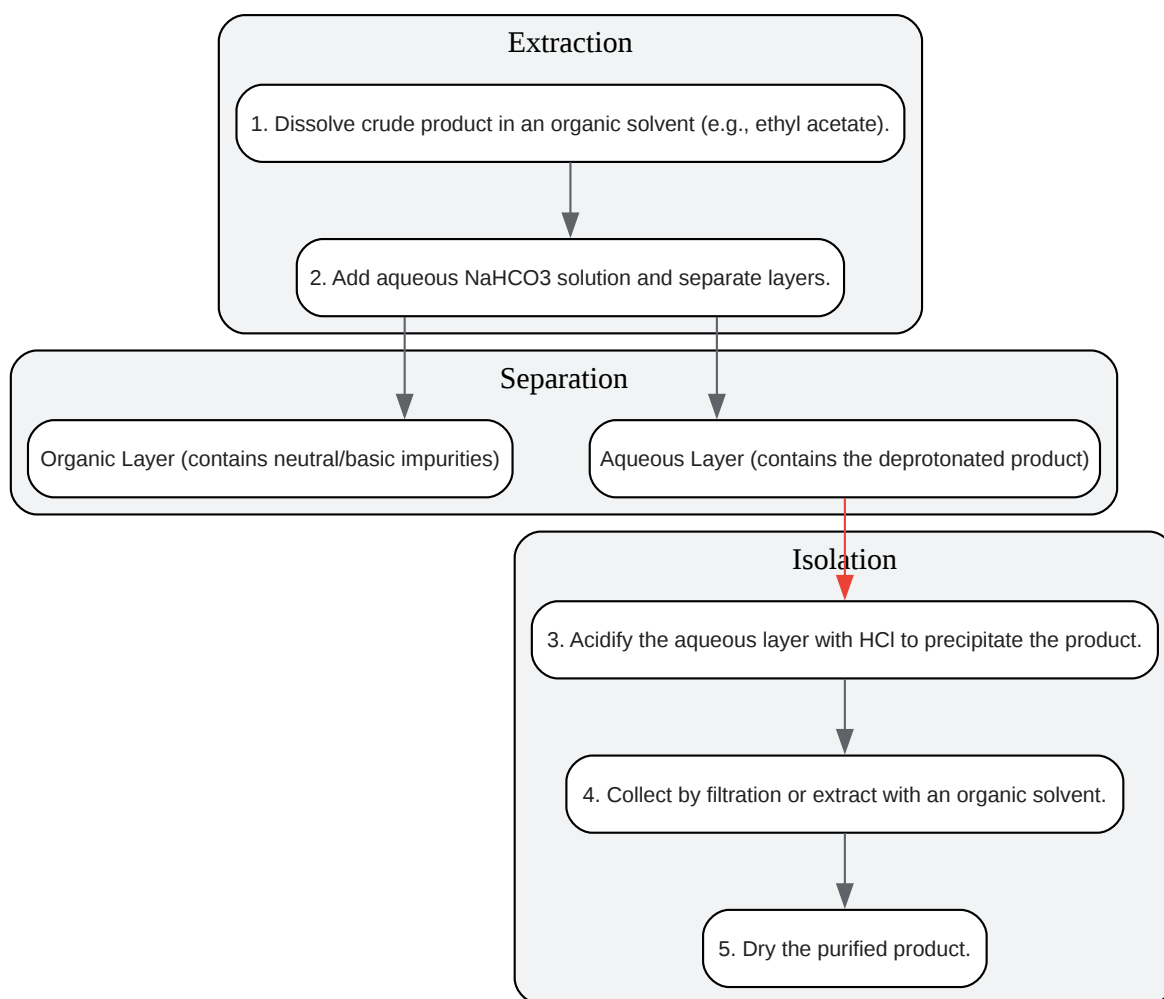 Extraction
1. Dissolve crude product in an organic solvent (e.g., ethyl acetate).
2. Add aqueous NaHCO3 solution and separate layers.
Separation
Organic Layer (contains neutral/basic impurities)
Aqueous Layer (contains the deprotonated product)
Isolation
3. Acidify the aqueous layer with HCl to precipitate the product.
4. Collect by filtration or extract with an organic solvent.
5. Dry the purified product.